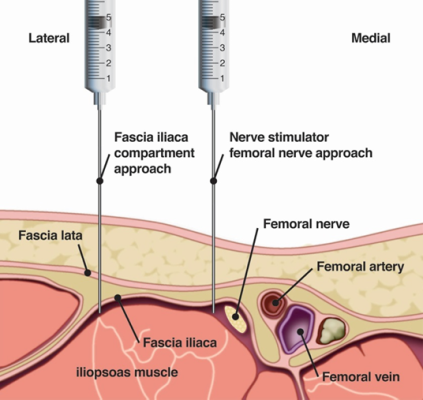 5
4
3
2
1
5
4
3
2
1
Lateral
Medial
Fascia iliaca
compartment
approach
Nerve stimulator
femoral nerve approach
Femoral nerve
Fascia lata
Femoral artery
Fascia iliaca
iliopsoas muscle
Femoral vein